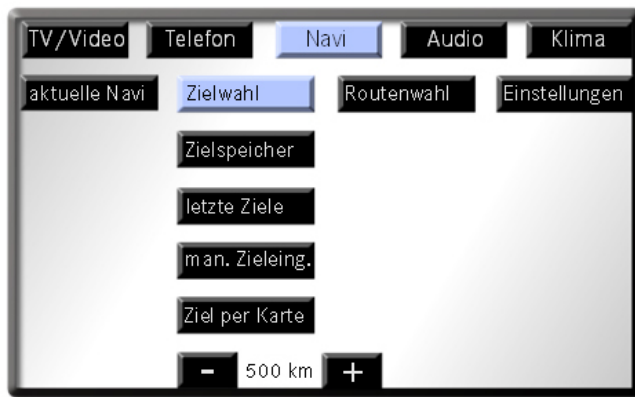 TV/Video Telefon Navi Audio Klima
aktuelle Navi Zielwahl Routenwahl Einstellungen
Zielspeicher
letzte Ziele
man. Zieleing.
Ziel per Karte
- 500 km +